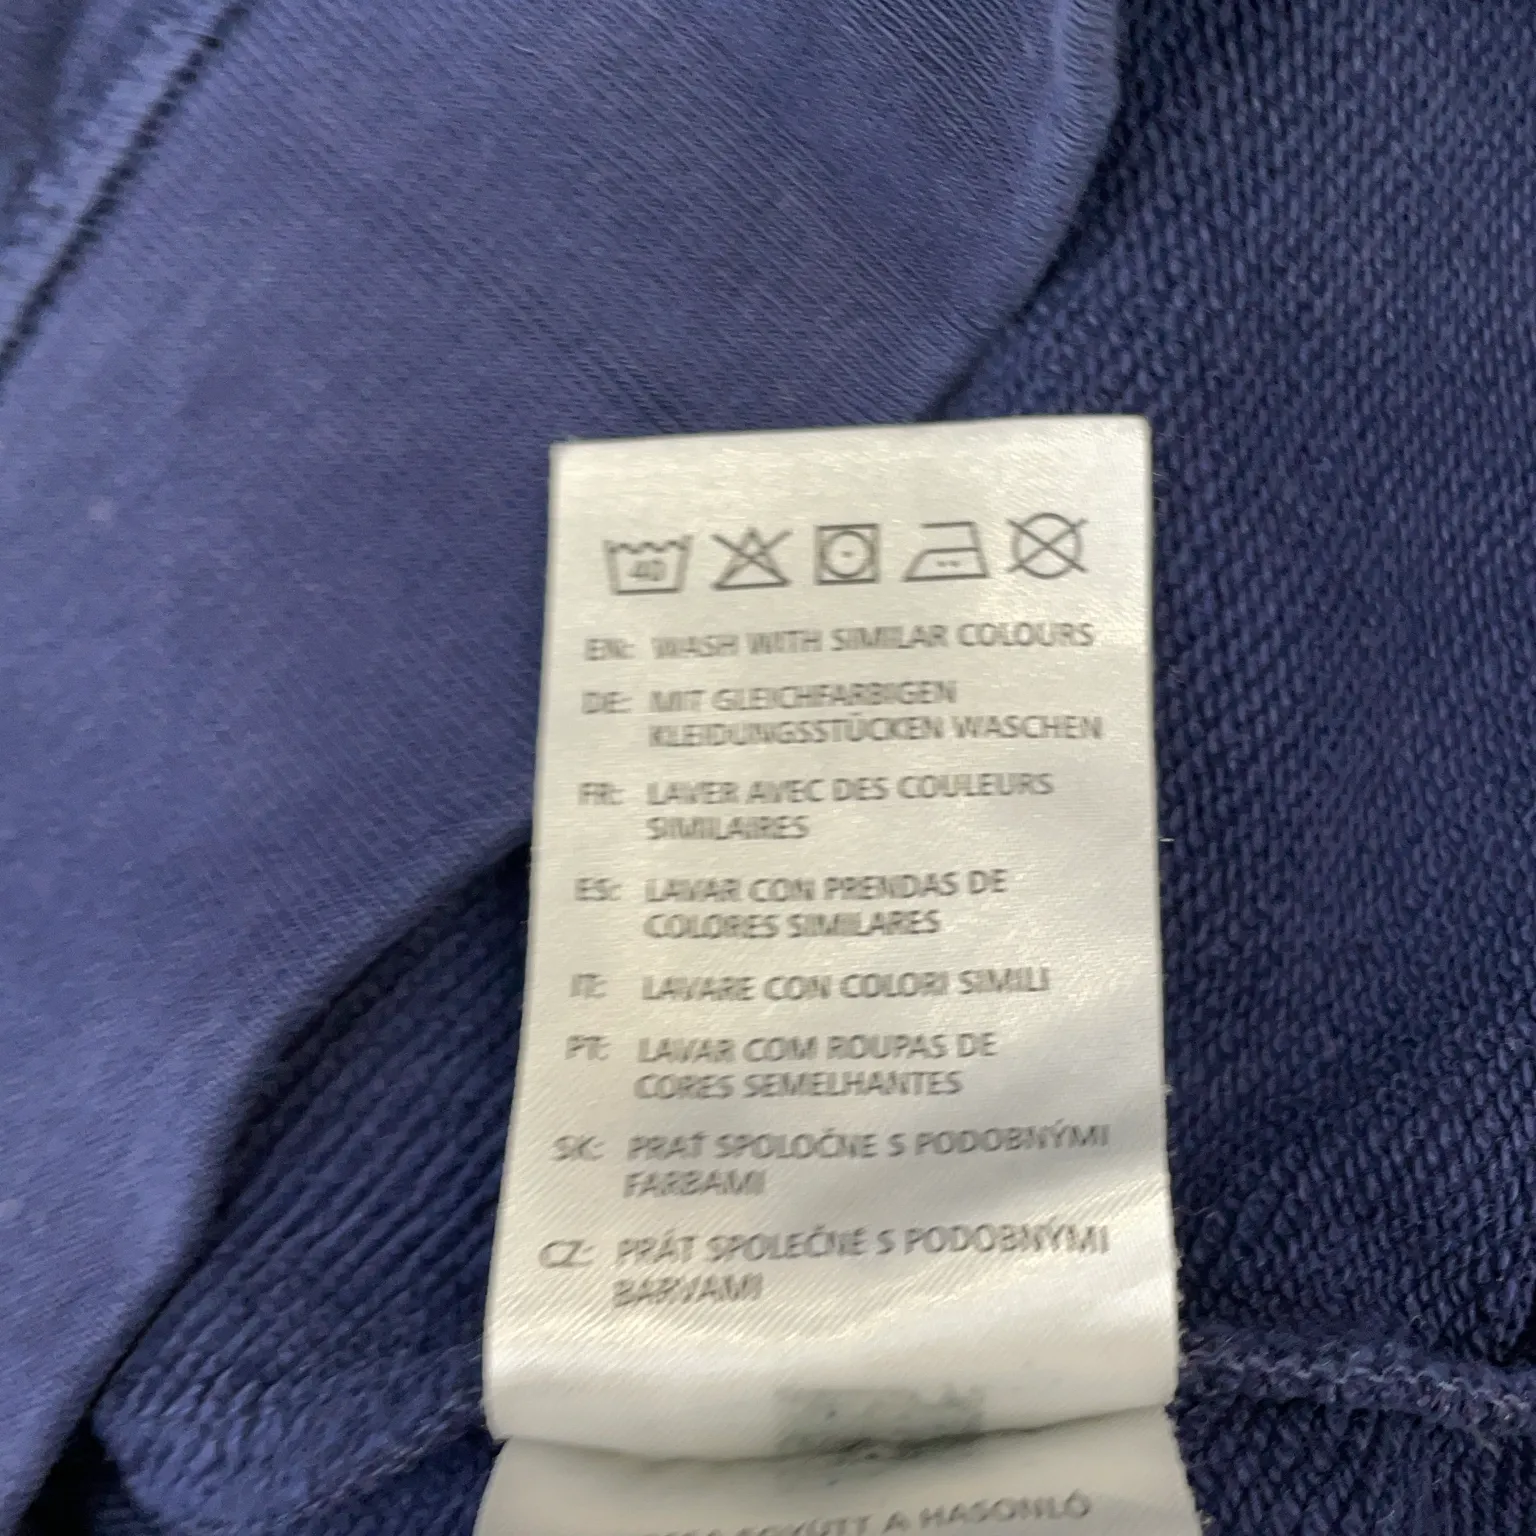 40
EN: WASH WITH SIMILAR COLOURS
DE: MIT GLEICHFARBIGEN
KLEIDUNGSSTÜCKEN WASCHEN
FR: LAVER AVEC DES COULEURS
SIMILAIRES
ES: LAVAR CON PRENDAS DE
COLORES SIMILARES
IT: LAVARE CON COLORI SIMILI
PT: LAVAR COM ROUPAS DE
CORES SEMELHANTES
SK: PRAŤ SPOLOČNE S PODOBNÝMI
FARBAMI
CZ: PRÁT SPOLEČNĚ S PODOBNÝMI
BARVAMI
EGYÜTT A HASONLÓ